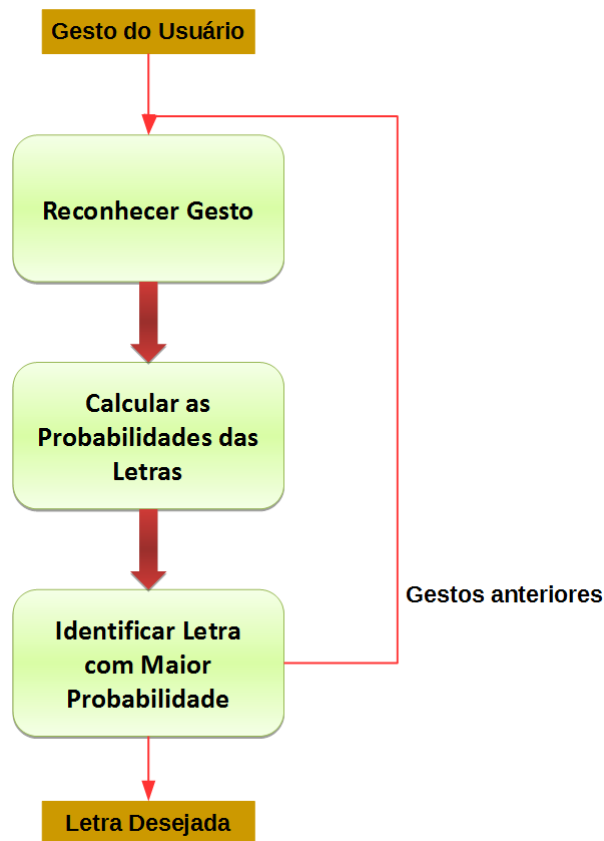 Gesto do Usuário
Reconhecer Gesto
Calcular as
Probabilidades das
Letras
Gestos anteriores
Identificar Letra
com Maior
Probabilidade
Letra Desejada